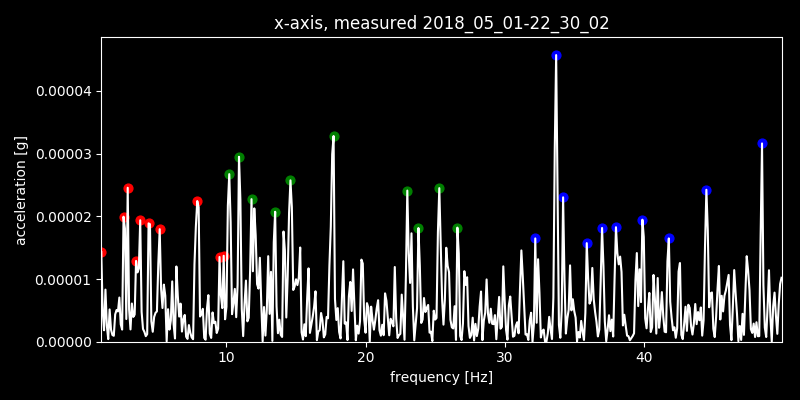 x-axis, measured 2018_05_01-22_30_02
0.00004
0.00003
0.00002
0.00001
0.00000
acceleration [g]
10 20 30 40
frequency [Hz]